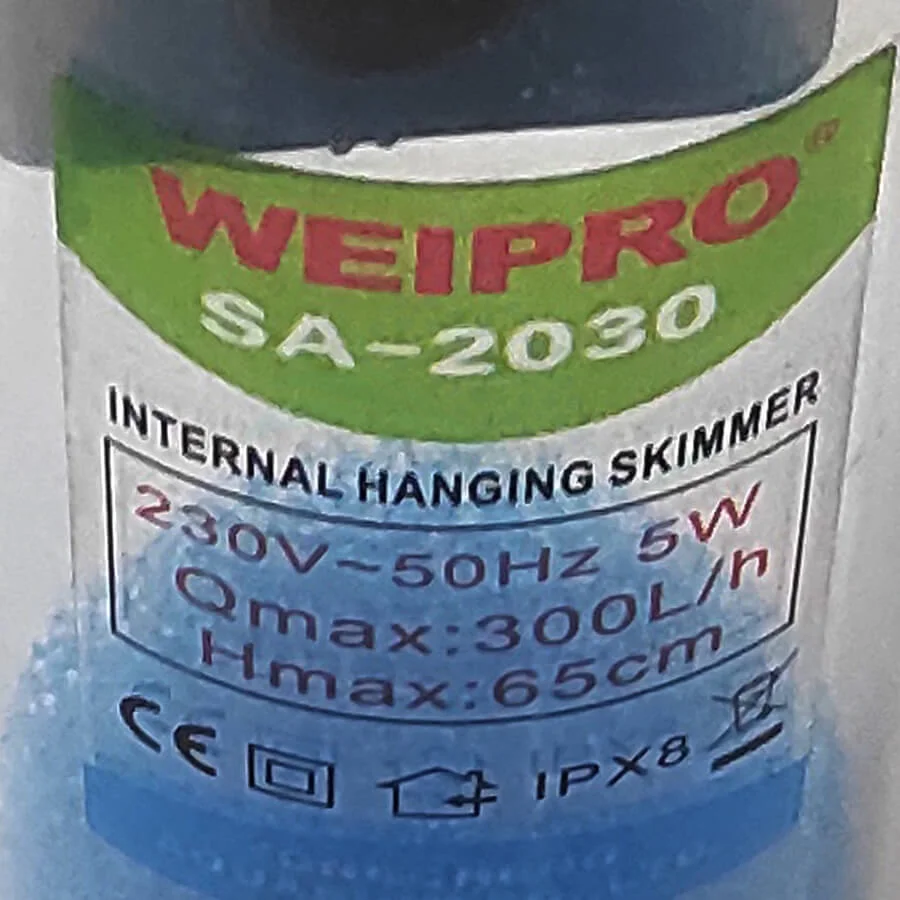 WEIPRO®
SA-2030
INTERNAL HANGING SKIMMER
230V~50Hz 5W
Qmax:300L/h
Hmax:65cm
CE IPX8